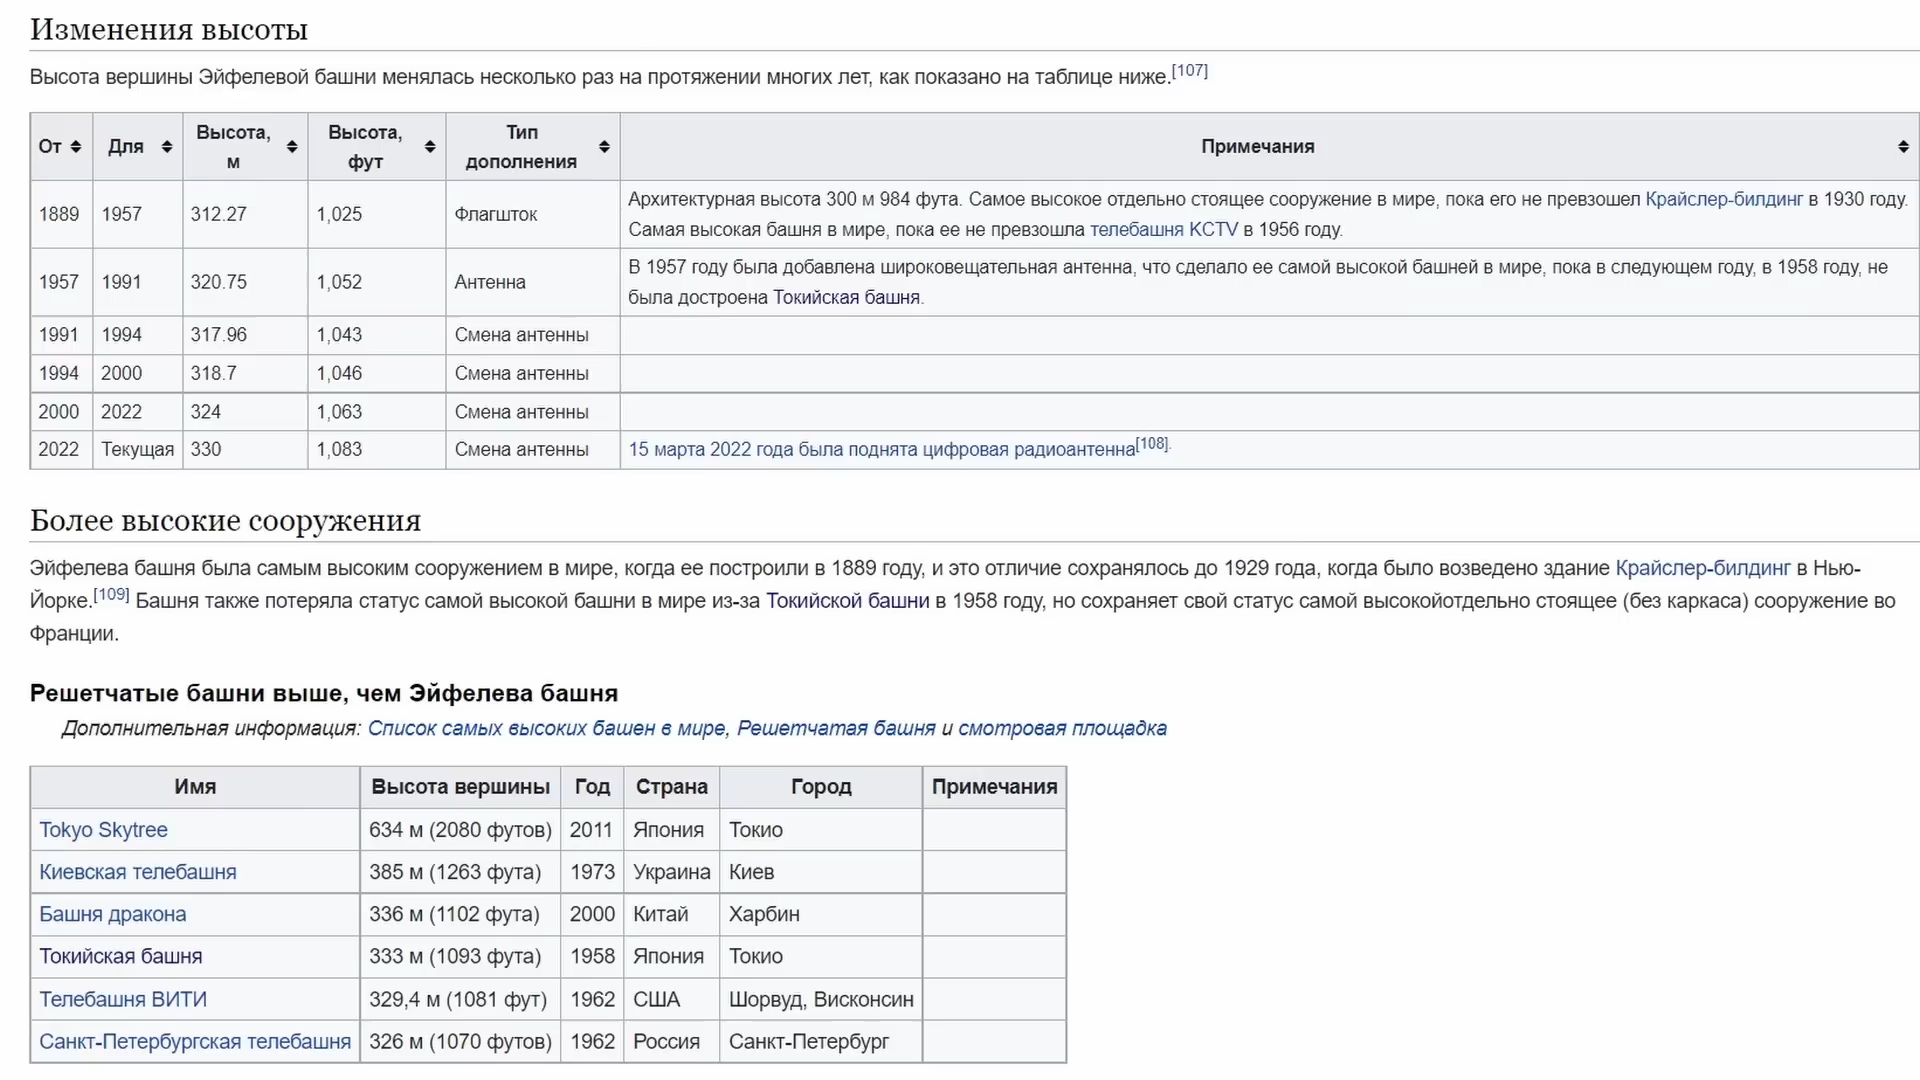 Изменения высоты
Высота вершины Эйфелевой башни менялась несколько раз на протяжении многих лет, как показано на таблице ниже.[107]
От Для Высота, м Высота, фут Тип дополнения Примечания
1889 1957 312.27 1,025 Флагшток Архитектурная высота 300 м 984 фута. Самое высокое отдельно стоящее сооружение в мире, пока его не превзошел Крайслер-билдинг в 1930 году.
Самая высокая башня в мире, пока ее не превзошла телебашня KCTV в 1956 году.
1957 1991 320.75 1,052 Антенна В 1957 году была добавлена широковещательная антенна, что сделало ее самой высокой башней в мире, пока в следующем году, в 1958 году, не
была достроена Токийская башня.
1991 1994 317.96 1,043 Смена антенны
1994 2000 318.7 1,046 Смена антенны
2000 2022 324 1,063 Смена антенны
2022 Текущая 330 1,083 Смена антенны 15 марта 2022 года была поднята цифровая радиоантенна[108].
Более высокие сооружения
Эйфелева башня была самым высоким сооружением в мире, когда ее построили в 1889 году, и это отличие сохранялось до 1929 года, когда было возведено здание Крайслер-билдинг в Нью-
Йорке.[109] Башня также потеряла статус самой высокой башни в мире из-за Токийской башни в 1958 году, но сохраняет свой статус самой высокойотдельно стоящее (без каркаса) сооружение во
Франции.
Решетчатые башни выше, чем Эйфелева башня
Дополнительная информация: Список самых высоких башен в мире, Решетчатая башня и смотровая площадка
Имя Высота вершины Год Страна Город Примечания
Tokyo Skytree 634 м (2080 футов) 2011 Япония Токио
Киевская телебашня 385 м (1263 фута) 1973 Украина Киев
Башня дракона 336 м (1102 фута) 2000 Китай Харбин
Токийская башня 333 м (1093 фута) 1958 Япония Токио
Телебашня ВИТИ 329,4 м (1081 фут) 1962 США Шорвуд, Висконсин
Санкт-Петербургская телебашня 326 м (1070 футов) 1962 Россия Санкт-Петербург